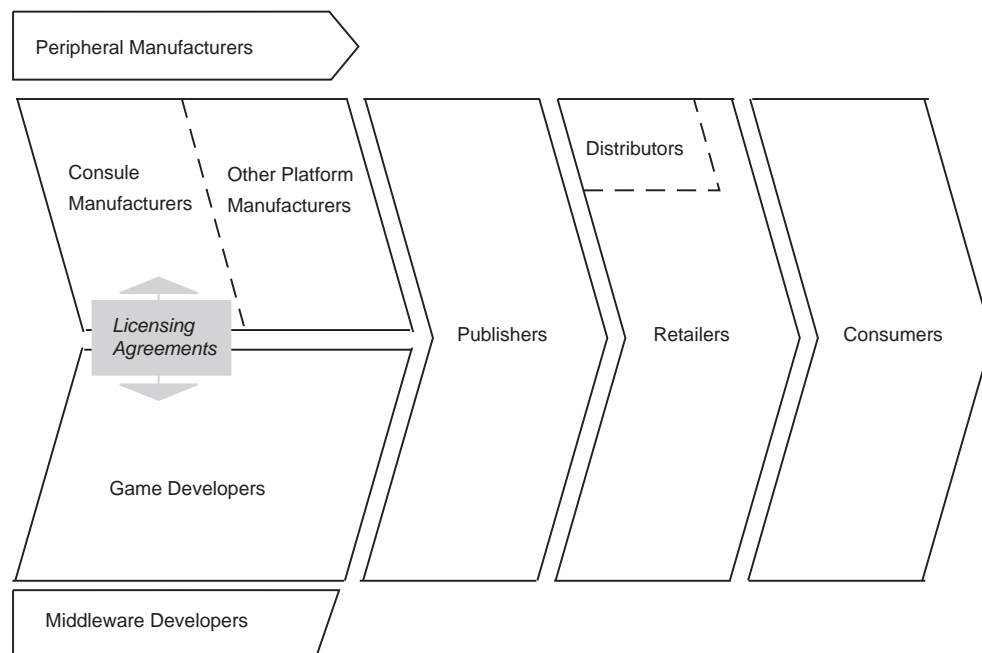 Peripheral Manufacturers
Consule
Manufacturers
Other Platform
Manufacturers
Distributors
Licensing
Agreements
Publishers
Retailers
Consumers
Game Developers
Middleware Developers